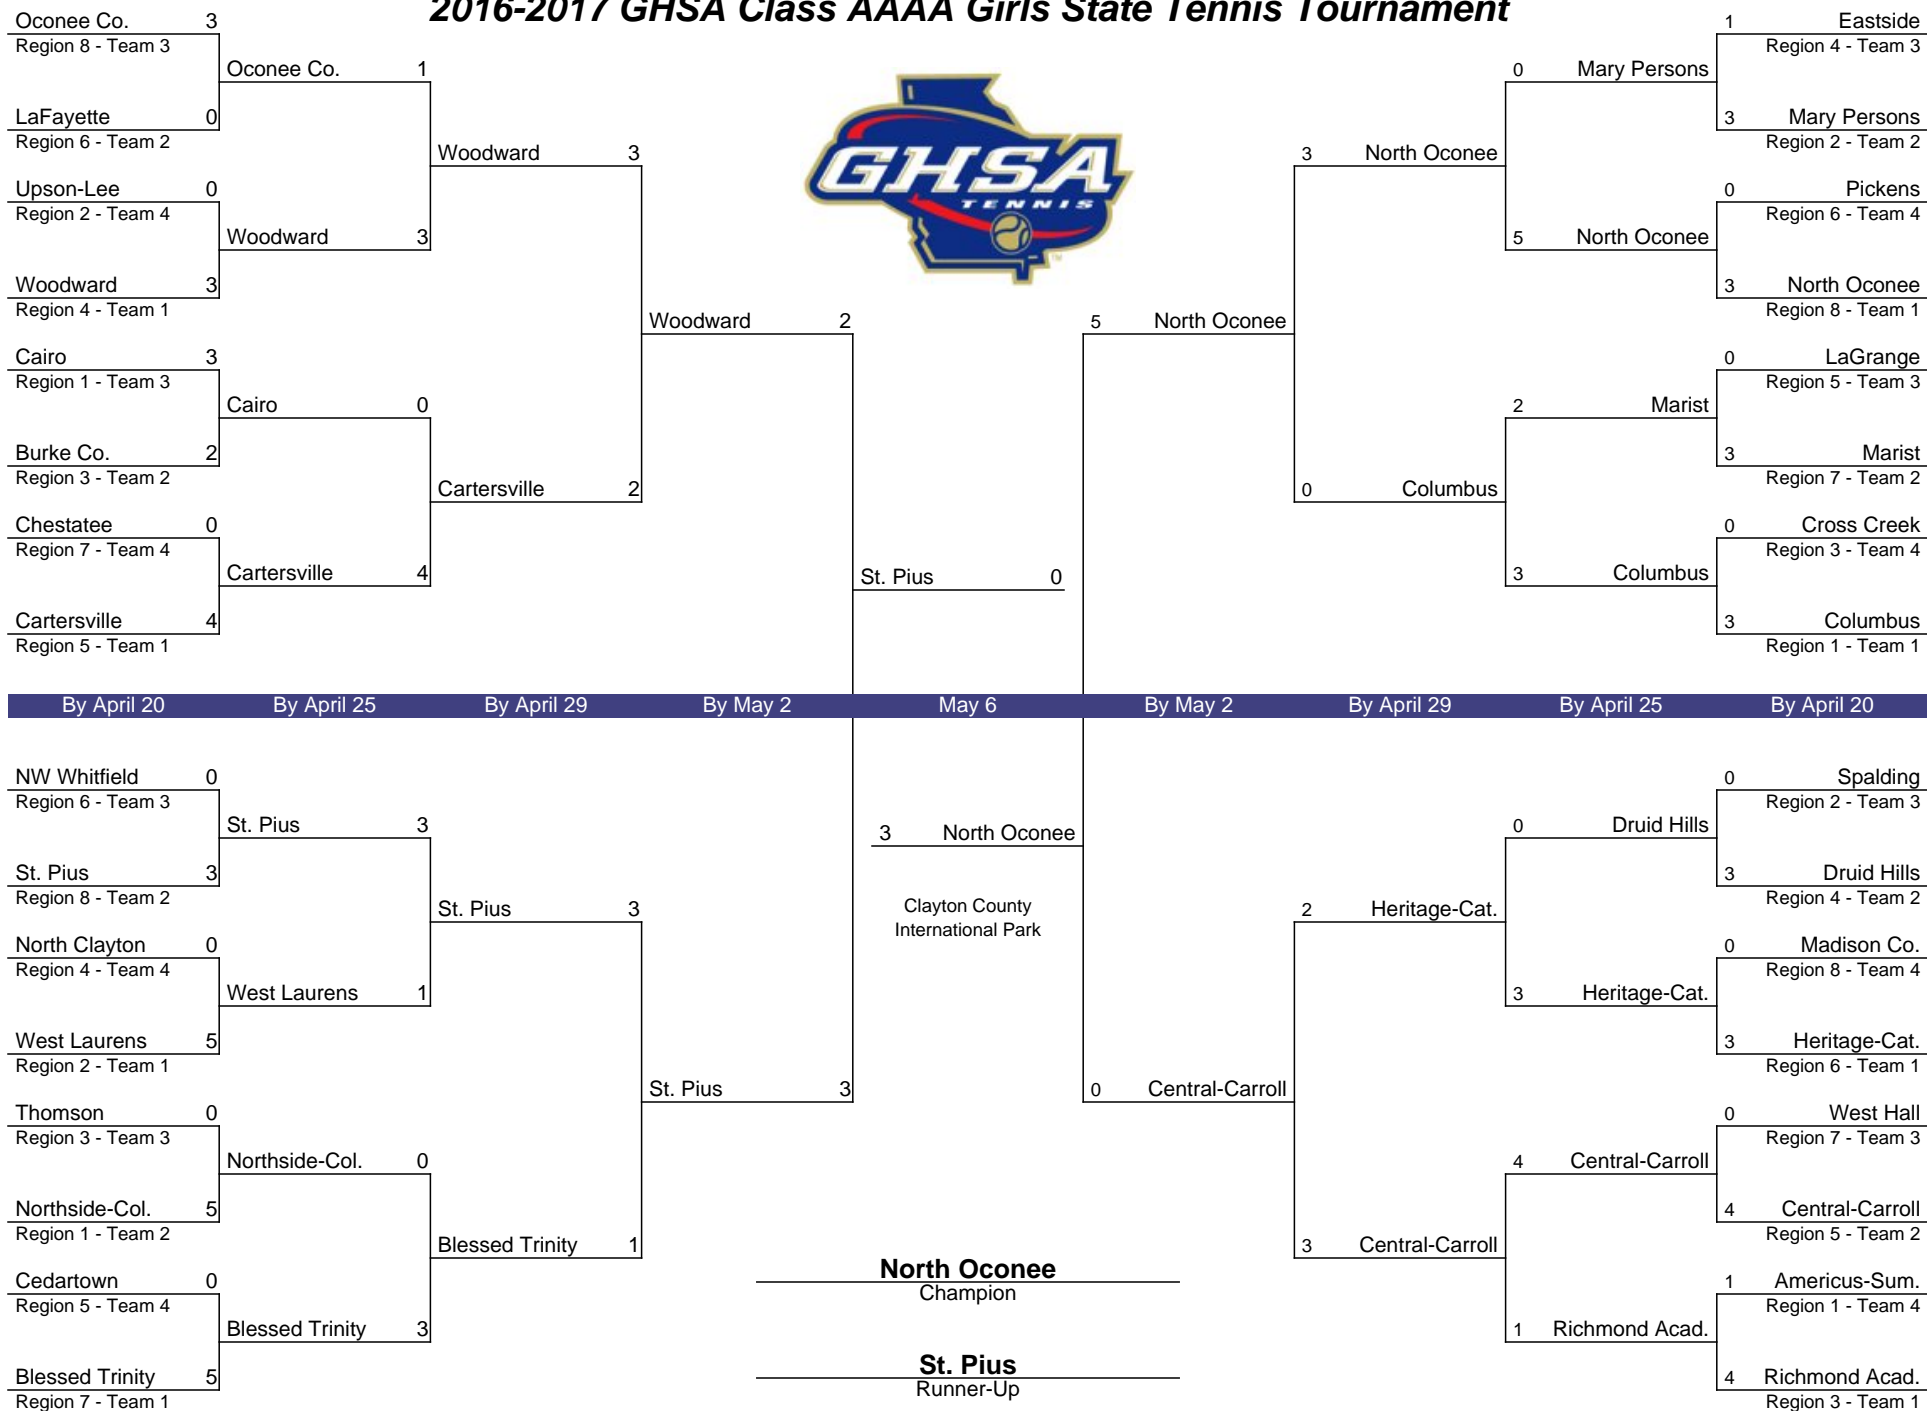 2016-2017 GHSA Class AAAA Girls State Tennis Tournament
Oconee Co. 3
Region 8 - Team 3
LaFayette 0
Region 6 - Team 2
Upson-Lee 0
Region 2 - Team 4
Woodward 3
Region 4 - Team 1
Cairo 3
Region 1 - Team 3
Burke Co. 2
Region 3 - Team 2
Chestatee 0
Region 7 - Team 4
Cartersville 4
Region 5 - Team 1
Oconee Co. 1
Woodward 3
Cairo 0
Cartersville 4
Woodward 3
Cartersville 2
Woodward 2
St. Pius 0
GHSA
TENNIS
TM
5 North Oconee
3 North Oconee
0 Columbus
0 Mary Persons
5 North Oconee
2 Marist
3 Columbus
1 Eastside
Region 4 - Team 3
3 Mary Persons
Region 2 - Team 2
0 Pickens
Region 6 - Team 4
3 North Oconee
Region 8 - Team 1
0 LaGrange
Region 5 - Team 3
3 Marist
Region 7 - Team 2
0 Cross Creek
Region 3 - Team 4
3 Columbus
Region 1 - Team 1
By April 20 By April 25 By April 29 By May 2 May 6 By May 2 By April 29 By April 25 By April 20
NW Whitfield 0
Region 6 - Team 3
St. Pius 3
Region 8 - Team 2
North Clayton 0
Region 4 - Team 4
West Laurens 5
Region 2 - Team 1
Thomson 0
Region 3 - Team 3
Northside-Col. 5
Region 1 - Team 2
Cedartown 0
Region 5 - Team 4
Blessed Trinity 5
Region 7 - Team 1
St. Pius 3
West Laurens 1
Northside-Col. 0
Blessed Trinity 3
St. Pius 3
Blessed Trinity 1
St. Pius 3
3 North Oconee
Clayton County
International Park
North Oconee
Champion
St. Pius
Runner-Up
0 Central-Carroll
2 Heritage-Cat.
3 Central-Carroll
0 Druid Hills
3 Heritage-Cat.
4 Central-Carroll
1 Richmond Acad.
0 Spalding
Region 2 - Team 3
3 Druid Hills
Region 4 - Team 2
0 Madison Co.
Region 8 - Team 4
3 Heritage-Cat.
Region 6 - Team 1
0 West Hall
Region 7 - Team 3
4 Central-Carroll
Region 5 - Team 2
1 Americus-Sum.
Region 1 - Team 4
4 Richmond Acad.
Region 3 - Team 1